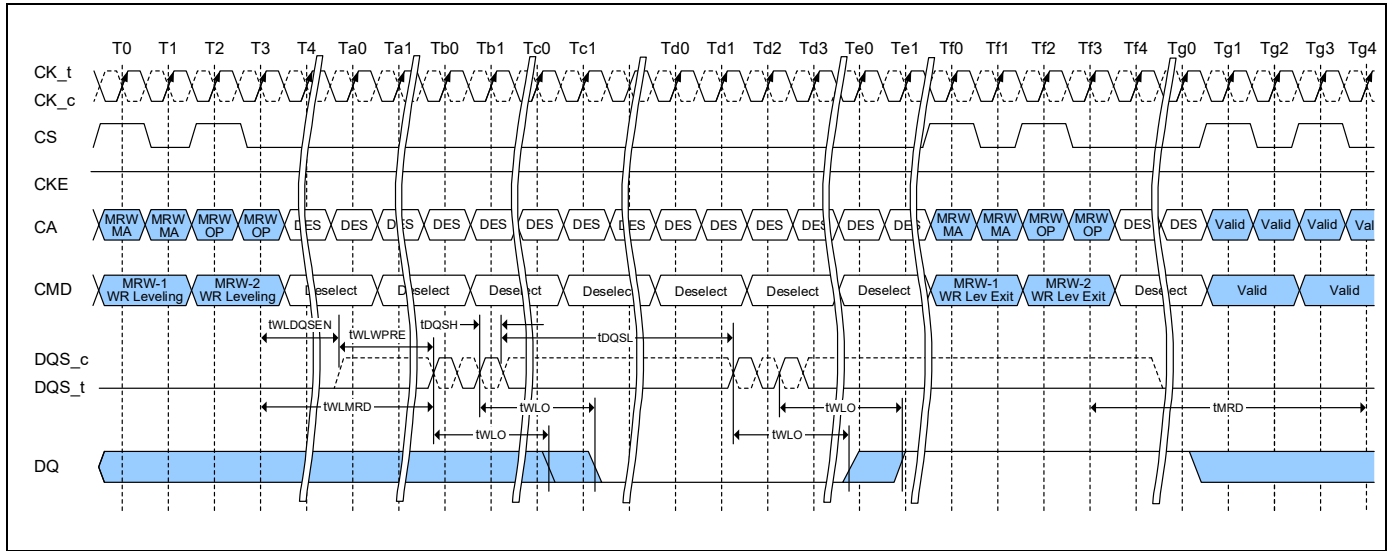 T0 T1 T2 T3 T4 Ta0 Ta1 Tb0 Tb1 Tc0 Tc1 Td0 Td1 Td2 Td3 Te0 Te1 Tf0 Tf1 Tf2 Tf3 Tf4 Tg0 Tg1 Tg2 Tg3 Tg4
CK_t
CK_c
CS
CKE
CA MRW MA MRW MA MRW OP MRW OP DES DES DES DES DES DES DES DES DES DES DES DES DES DES MRW MA MRW MA MRW OP MRW OP DES DES Valid Valid Valid Val
CMD MRW-1 WR Leveling MRW-2 WR Leveling Deselect Deselect Deselect Deselect Deselect Deselect Deselect MRW-1 WR Lev Exit MRW-2 WR Lev Exit Deselect Valid Valid
tWLDQSEN tWLWPRE tDQSH tDQSL
DQS_c
DQS_t
tWLMRD tWLO tWLO tMRD
tWLO tWLO
DQ